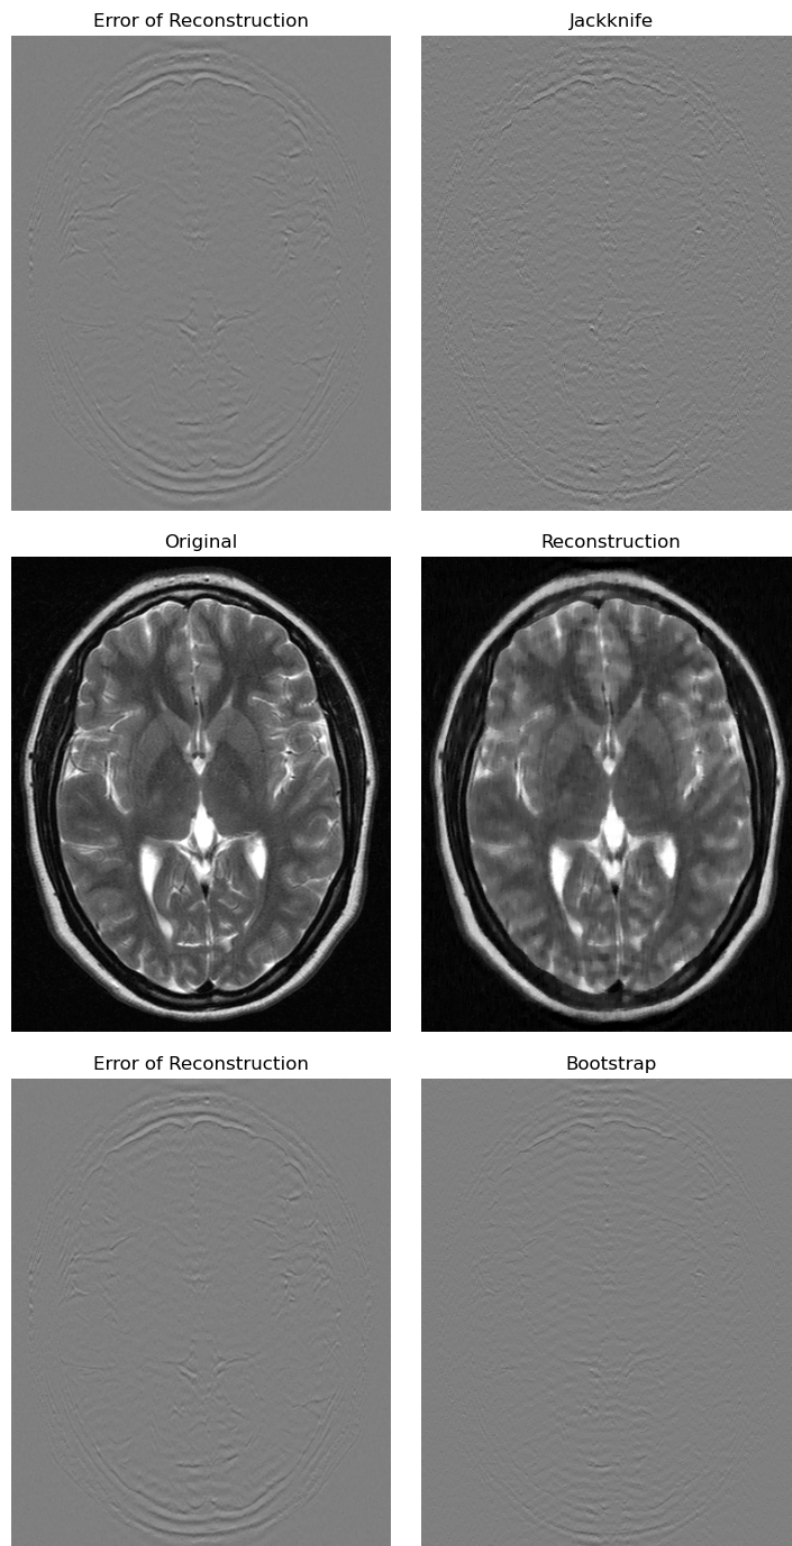 Error of Reconstruction
Jackknife
Original
Reconstruction
Error of Reconstruction
Bootstrap